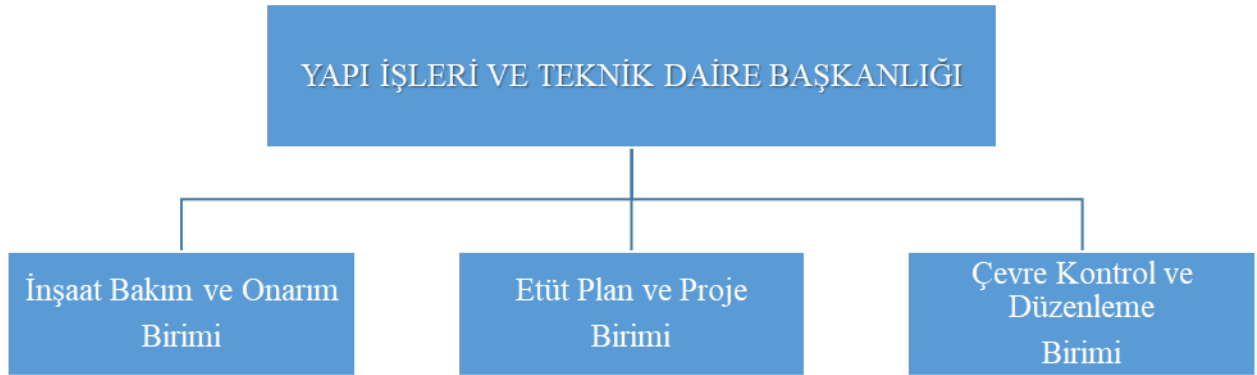 YAPI İŞLERİ VE TEKNİK DAİRE BAŞKANLIĞI
İnşaat Bakım ve Onarım
Birimi
Etüt Plan ve Proje
Birimi
Çevre Kontrol ve
Düzenleme
Birimi